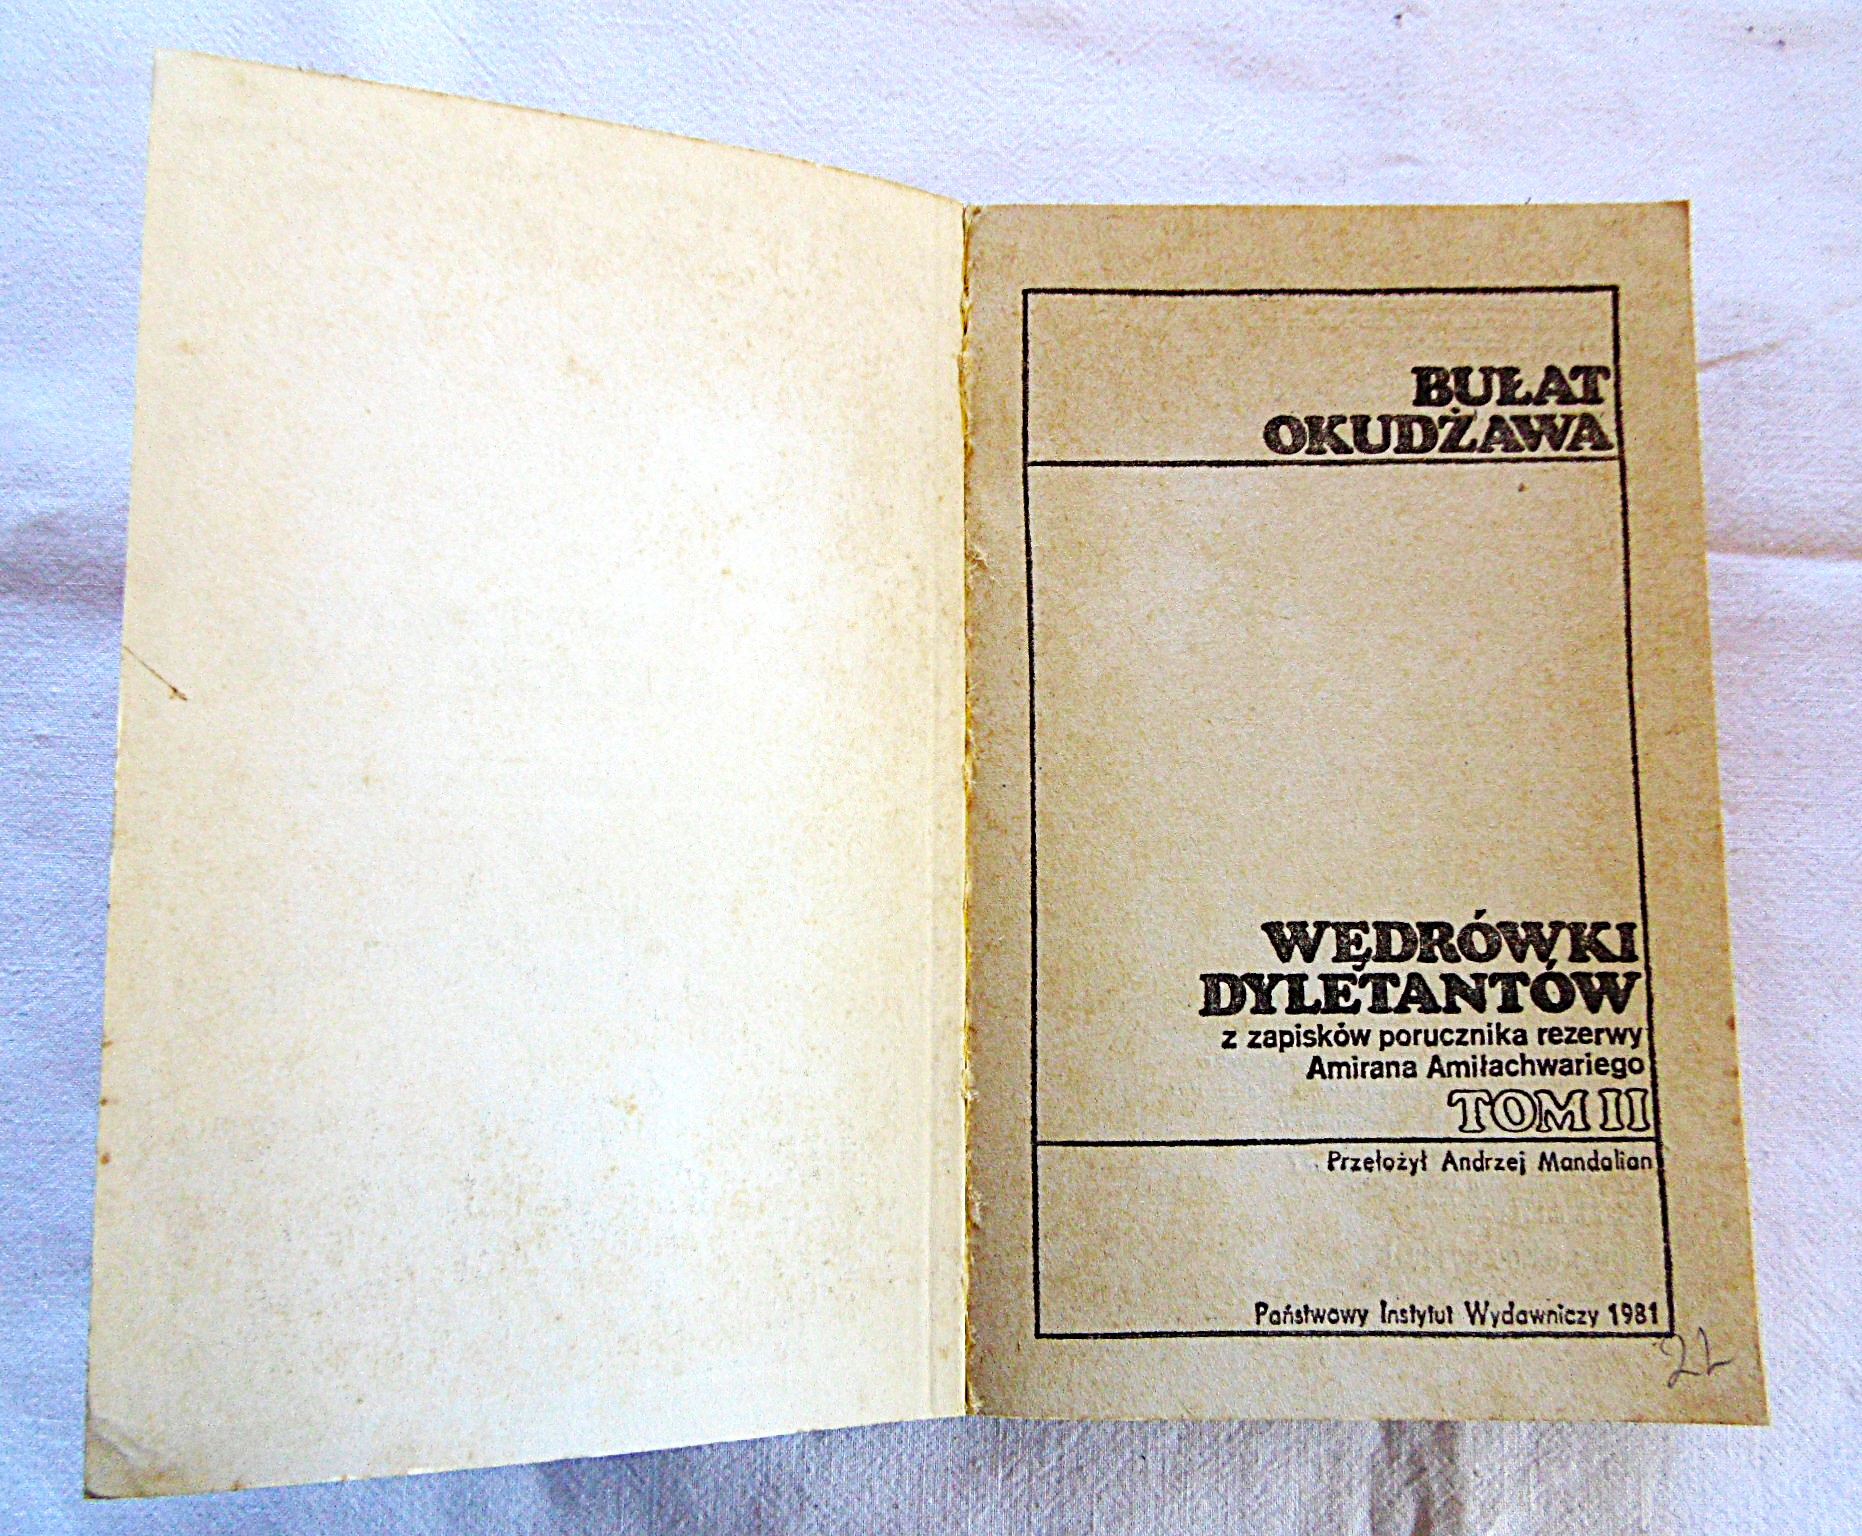 BUŁAT
OKUDŻAWA
WĘDRÓWKI
DYLETANTÓW
z zapisków porucznika rezerwy
Amirana Amiłachwariego
TOM II
Przełożył Andrzej Mandalian
Państwowy Instytut Wydawniczy 1981